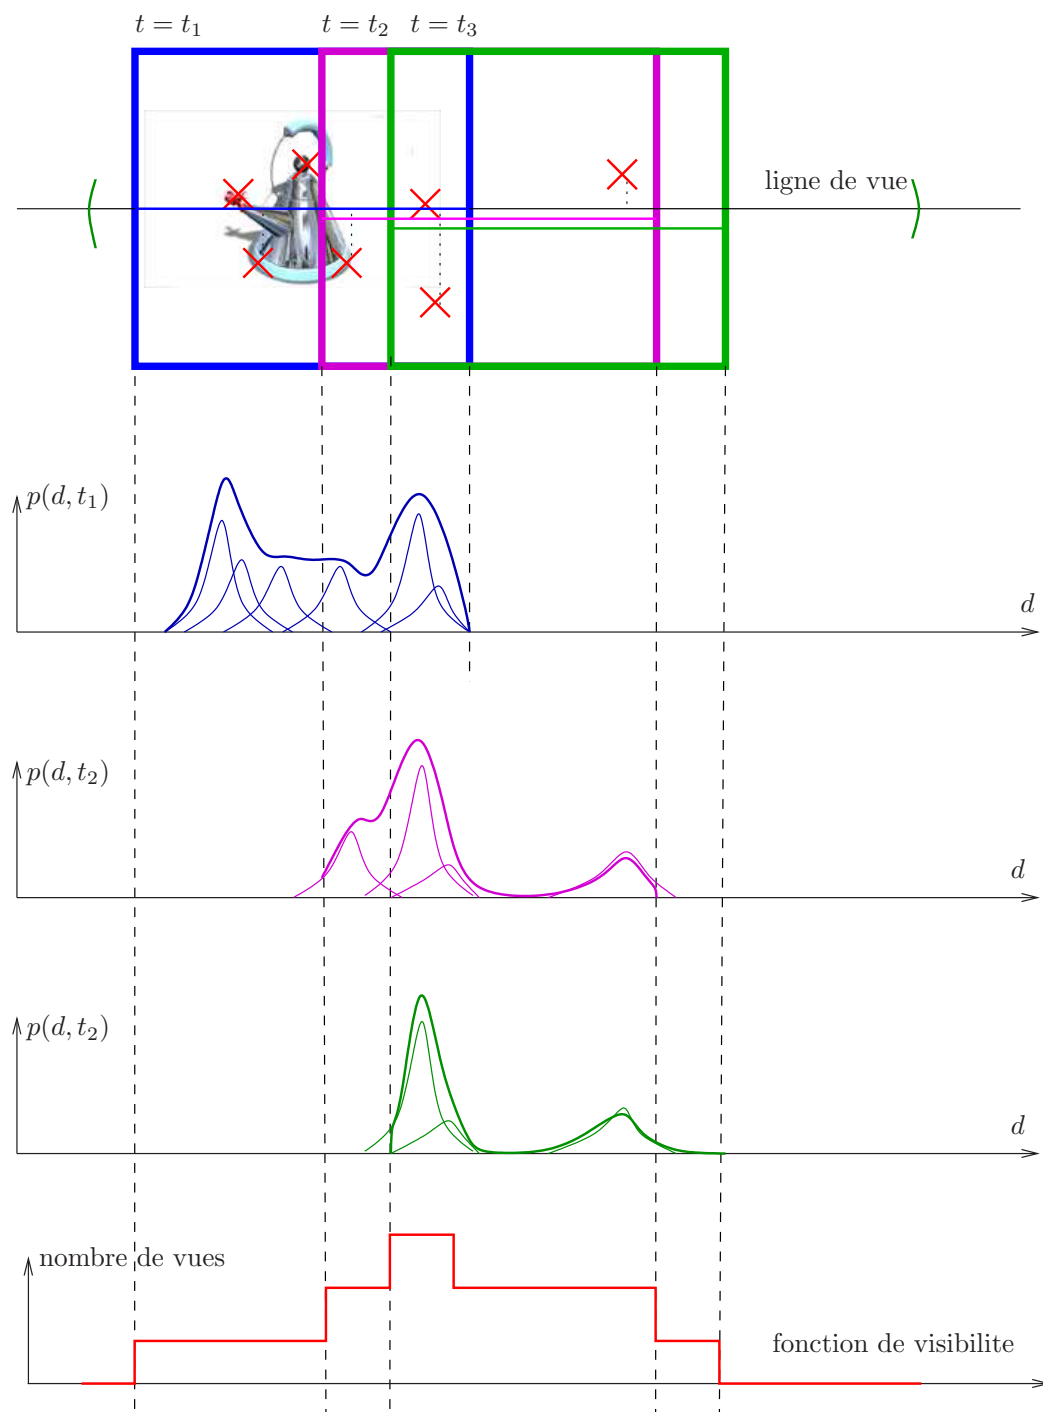 t = t₁
t = t₂
t = t₃
ligne de vue
p(d, t₁)
d
p(d, t₂)
d
p(d, t₂)
d
nombre de vues
fonction de visibilite